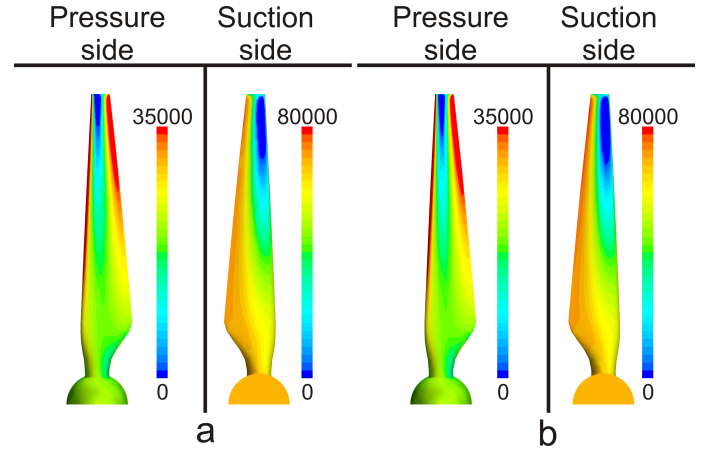 Pressure side
Suction side
Pressure side
Suction side
35000
80000
35000
80000
0
0
0
0
a
b